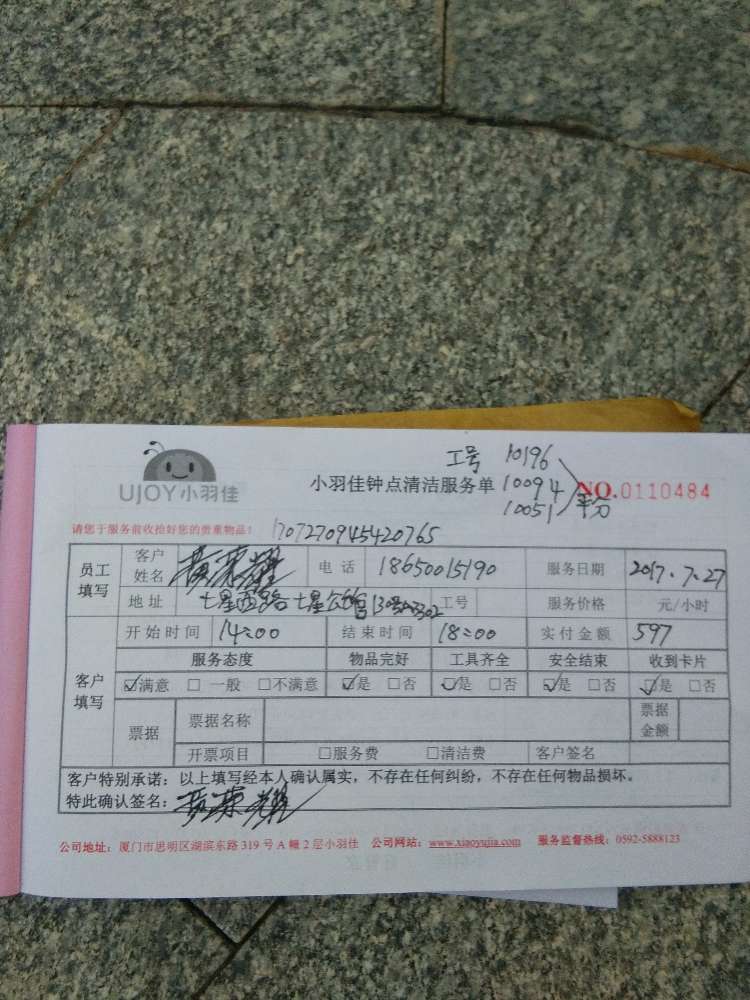 工号 10196
UJOY小羽佳 小羽佳钟点清洁服务单 10094 平分 NO.0110484
10051
请您于服务前收拾好您的贵重物品! 1707270945420765
员工填写 客户姓名 黄荣耀 电话 18650015190 服务日期 2017.7.27
地址 七星西路七星公馆 工号 服务价格 元/小时
客户填写 开始时间 14:00 结束时间 18:00 实付金额 597
服务态度 物品完好 工具齐全 安全结束 收到卡片
☑满意 □一般 □不满意 ☑是 □否 ☑是 □否 ☑是 □否 ☑是 □否
票据 票据名称 票据金额
开票项目 □服务费 □清洁费 客户签名
客户特别承诺：以上填写经本人确认属实，不存在任何纠纷，不存在任何物品损坏。
特此确认签名：黄荣耀
公司地址：厦门市思明区湖滨东路319号A幢2层小羽佳 公司网站：www.xiaoyujia.com 服务监督热线：0592-5888123